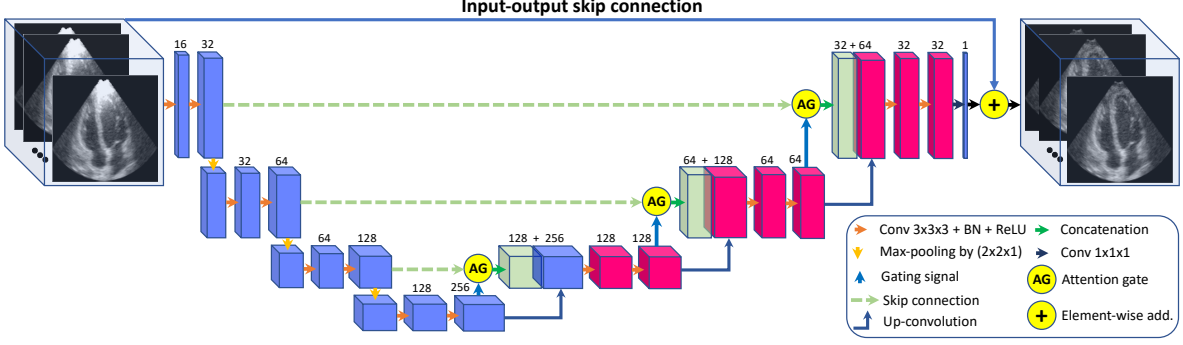 Input-output skip connection
16 32
32 + 64 32 32 1
AG
+
32 64
64 + 128 64 64
AG
64 128
128 + 256 128 128
AG
128 256
Conv 3x3x3 + BN + ReLU
Max-pooling by (2x2x1)
Gating signal
Skip connection
Up-convolution
Concatenation
Conv 1x1x1
AG Attention gate
+ Element-wise add.